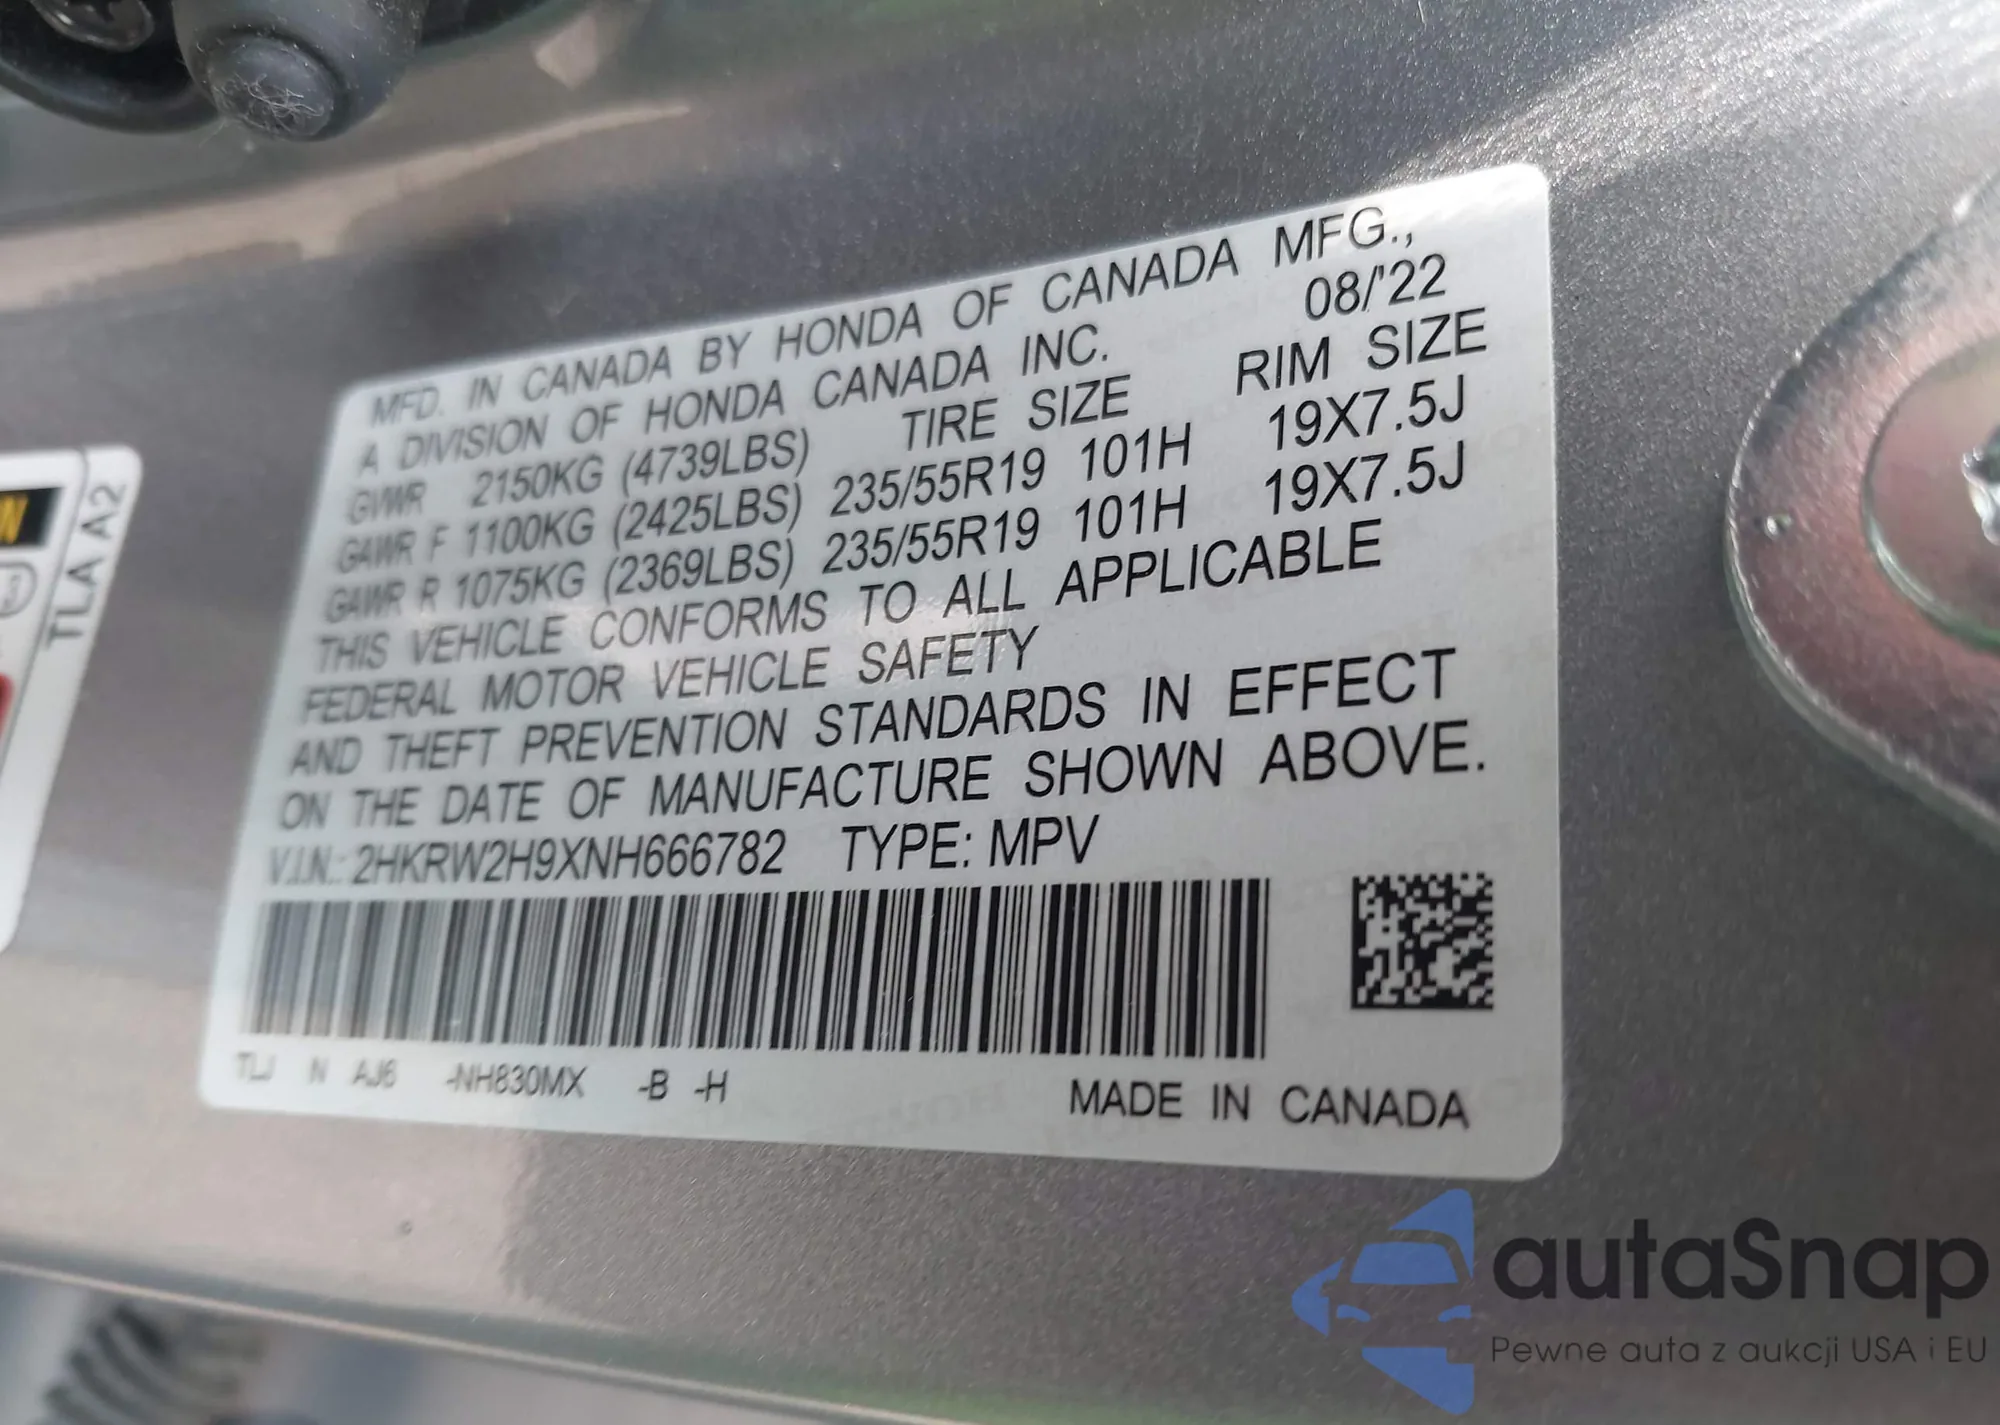 MFD. IN CANADA BY HONDA OF CANADA MFG.,
A DIVISION OF HONDA CANADA INC. 08/'22
GVWR 2150KG (4739LBS) TIRE SIZE RIM SIZE
GAWR F 1100KG (2425LBS) 235/55R19 101H 19X7.5J
GAWR R 1075KG (2369LBS) 235/55R19 101H 19X7.5J
THIS VEHICLE CONFORMS TO ALL APPLICABLE
FEDERAL MOTOR VEHICLE SAFETY
AND THEFT PREVENTION STANDARDS IN EFFECT
ON THE DATE OF MANUFACTURE SHOWN ABOVE.
V.I.N.: 2HKRW2H9XNH666782 TYPE: MPV
TLJ N AJ6 -NH830MX -B -H MADE IN CANADA
TLA A2
autaSnap
Pewne auta z aukcji USA i EU